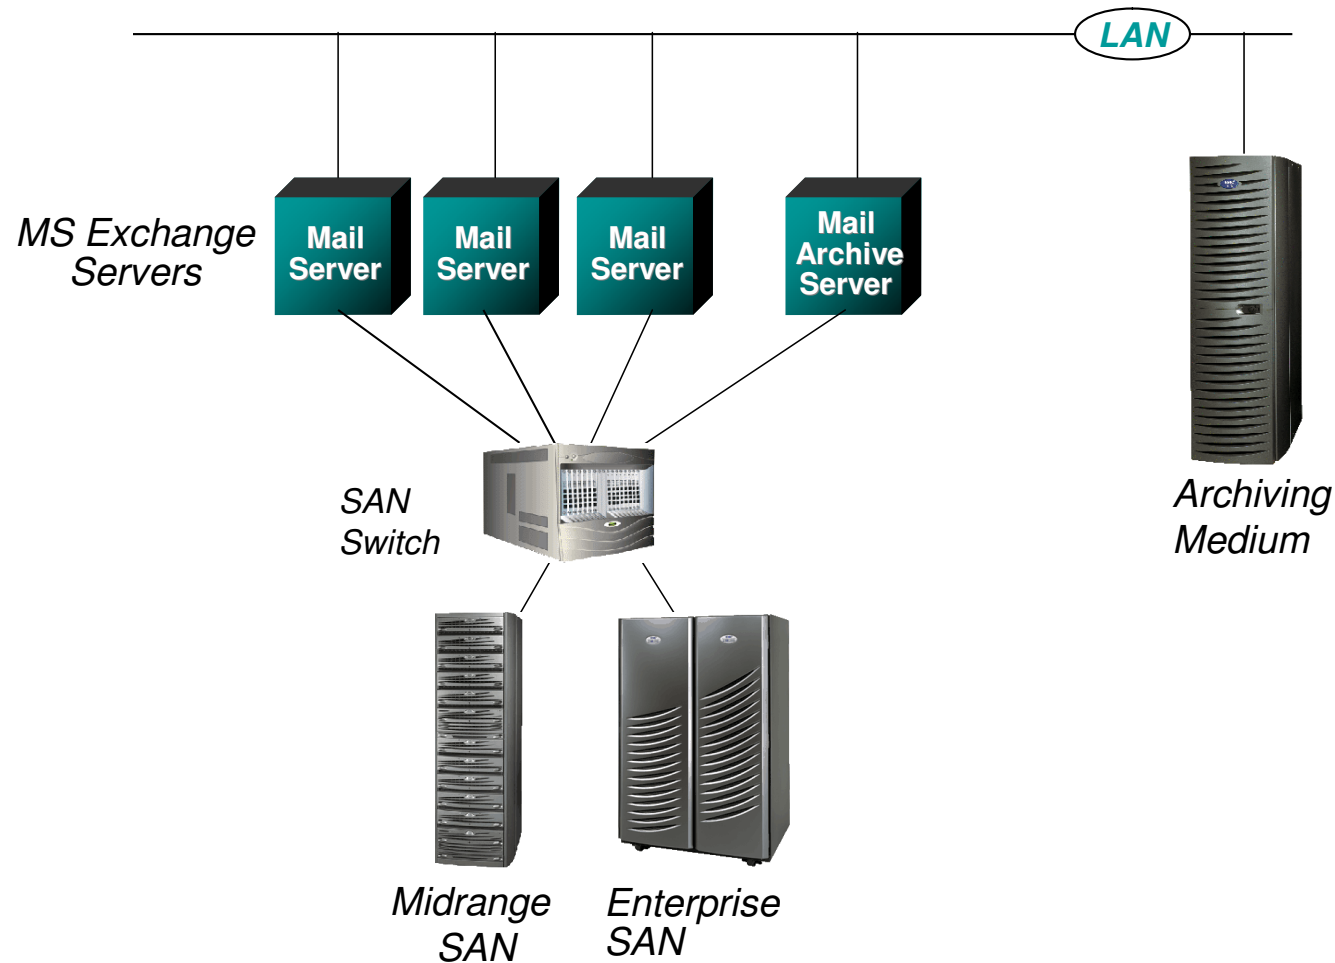 LAN
MS Exchange
Servers
Mail
Server
Mail
Server
Mail
Server
Mail
Archive
Server
SAN
Switch
Archiving
Medium
Midrange
SAN
Enterprise
SAN